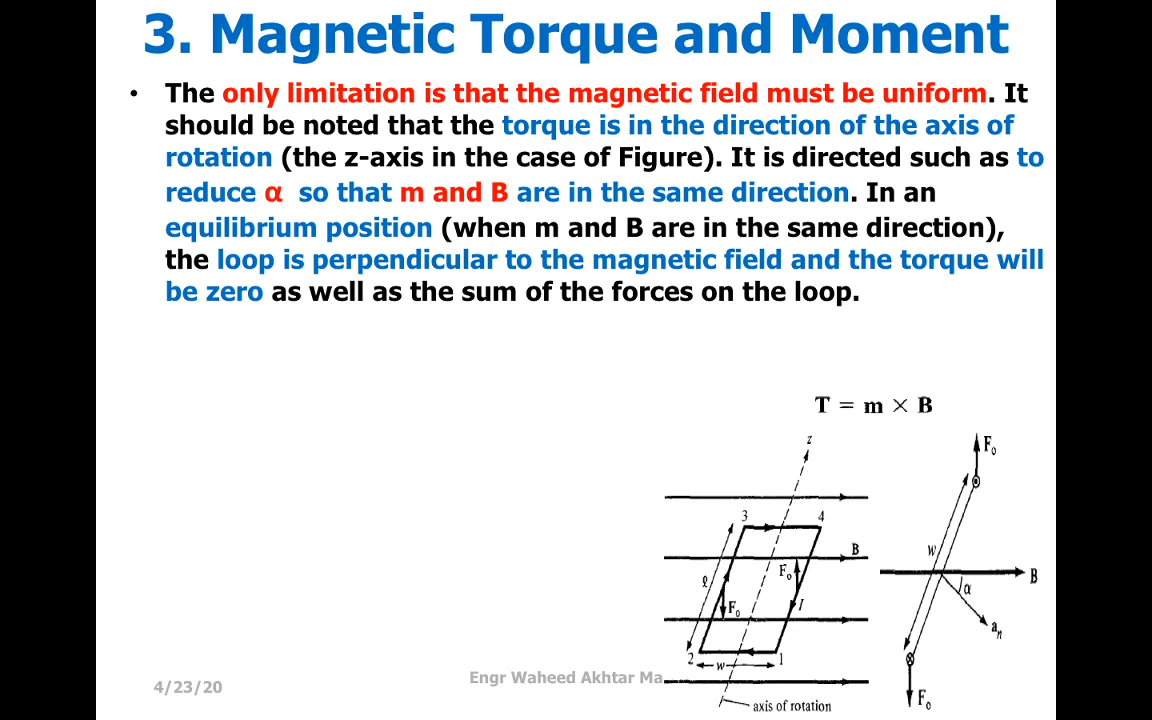 3. Magnetic Torque and Moment
• The only limitation is that the magnetic field must be uniform. It
should be noted that the torque is in the direction of the axis of
rotation (the z-axis in the case of Figure). It is directed such as to
reduce α so that m and B are in the same direction. In an
equilibrium position (when m and B are in the same direction),
the loop is perpendicular to the magnetic field and the torque will
be zero as well as the sum of the forces on the loop.
T = m × B
z
3 4
B
F₀
ℓ
F₀
I
2
w
1
axis of rotation
F₀
w
B
α
aₙ
F₀
4/23/20
Engr Waheed Akhtar Ma